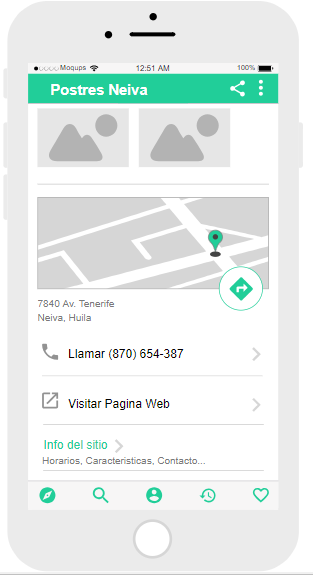 Moqups 12:51 AM 100%
Postres Neiva
7840 Av. Tenerife
Neiva, Huila
Llamar (870) 654-387
Visitar Pagina Web
Info del sitio
Horarios, Caracteristicas, Contacto...